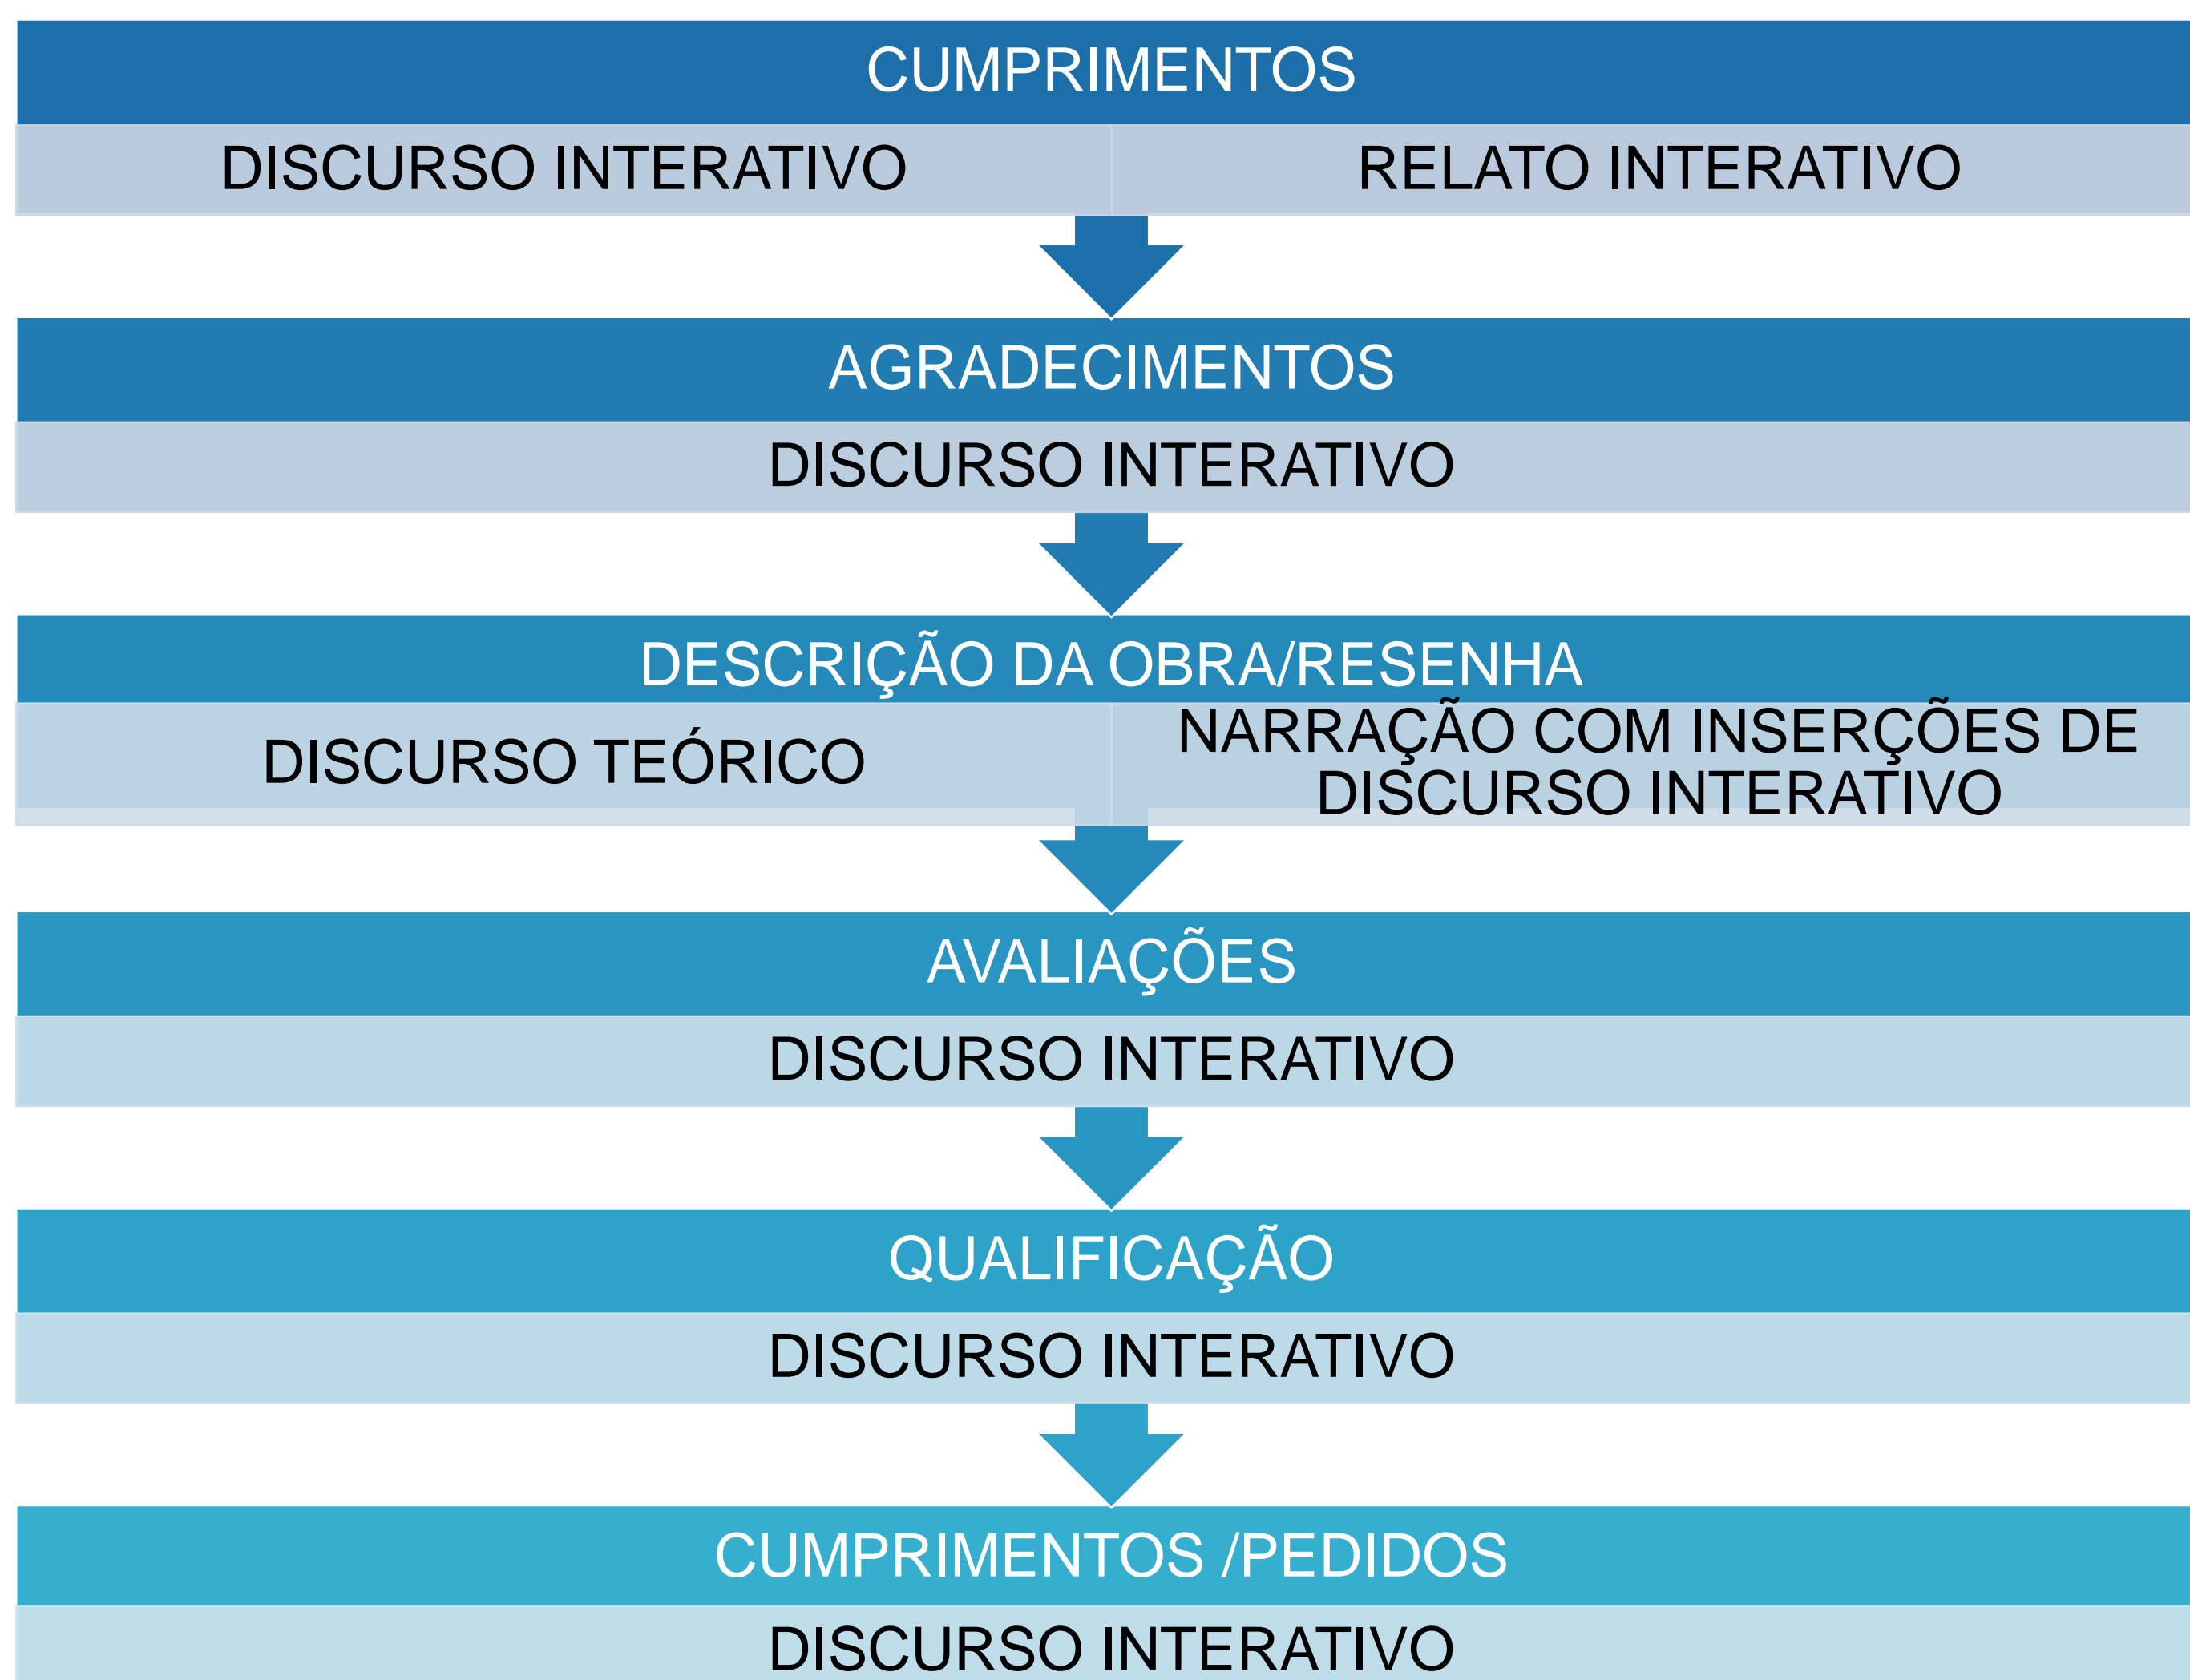 CUMPRIMENTOS
DISCURSO INTERATIVO
RELATO INTERATIVO
AGRADECIMENTOS
DISCURSO INTERATIVO
DESCRIÇÃO DA OBRA/RESENHA
DISCURSO TEÓRICO
NARRAÇÃO COM INSERÇÕES DE
DISCURSO INTERATIVO
AVALIAÇÕES
DISCURSO INTERATIVO
QUALIFICAÇÃO
DISCURSO INTERATIVO
CUMPRIMENTOS /PEDIDOS
DISCURSO INTERATIVO